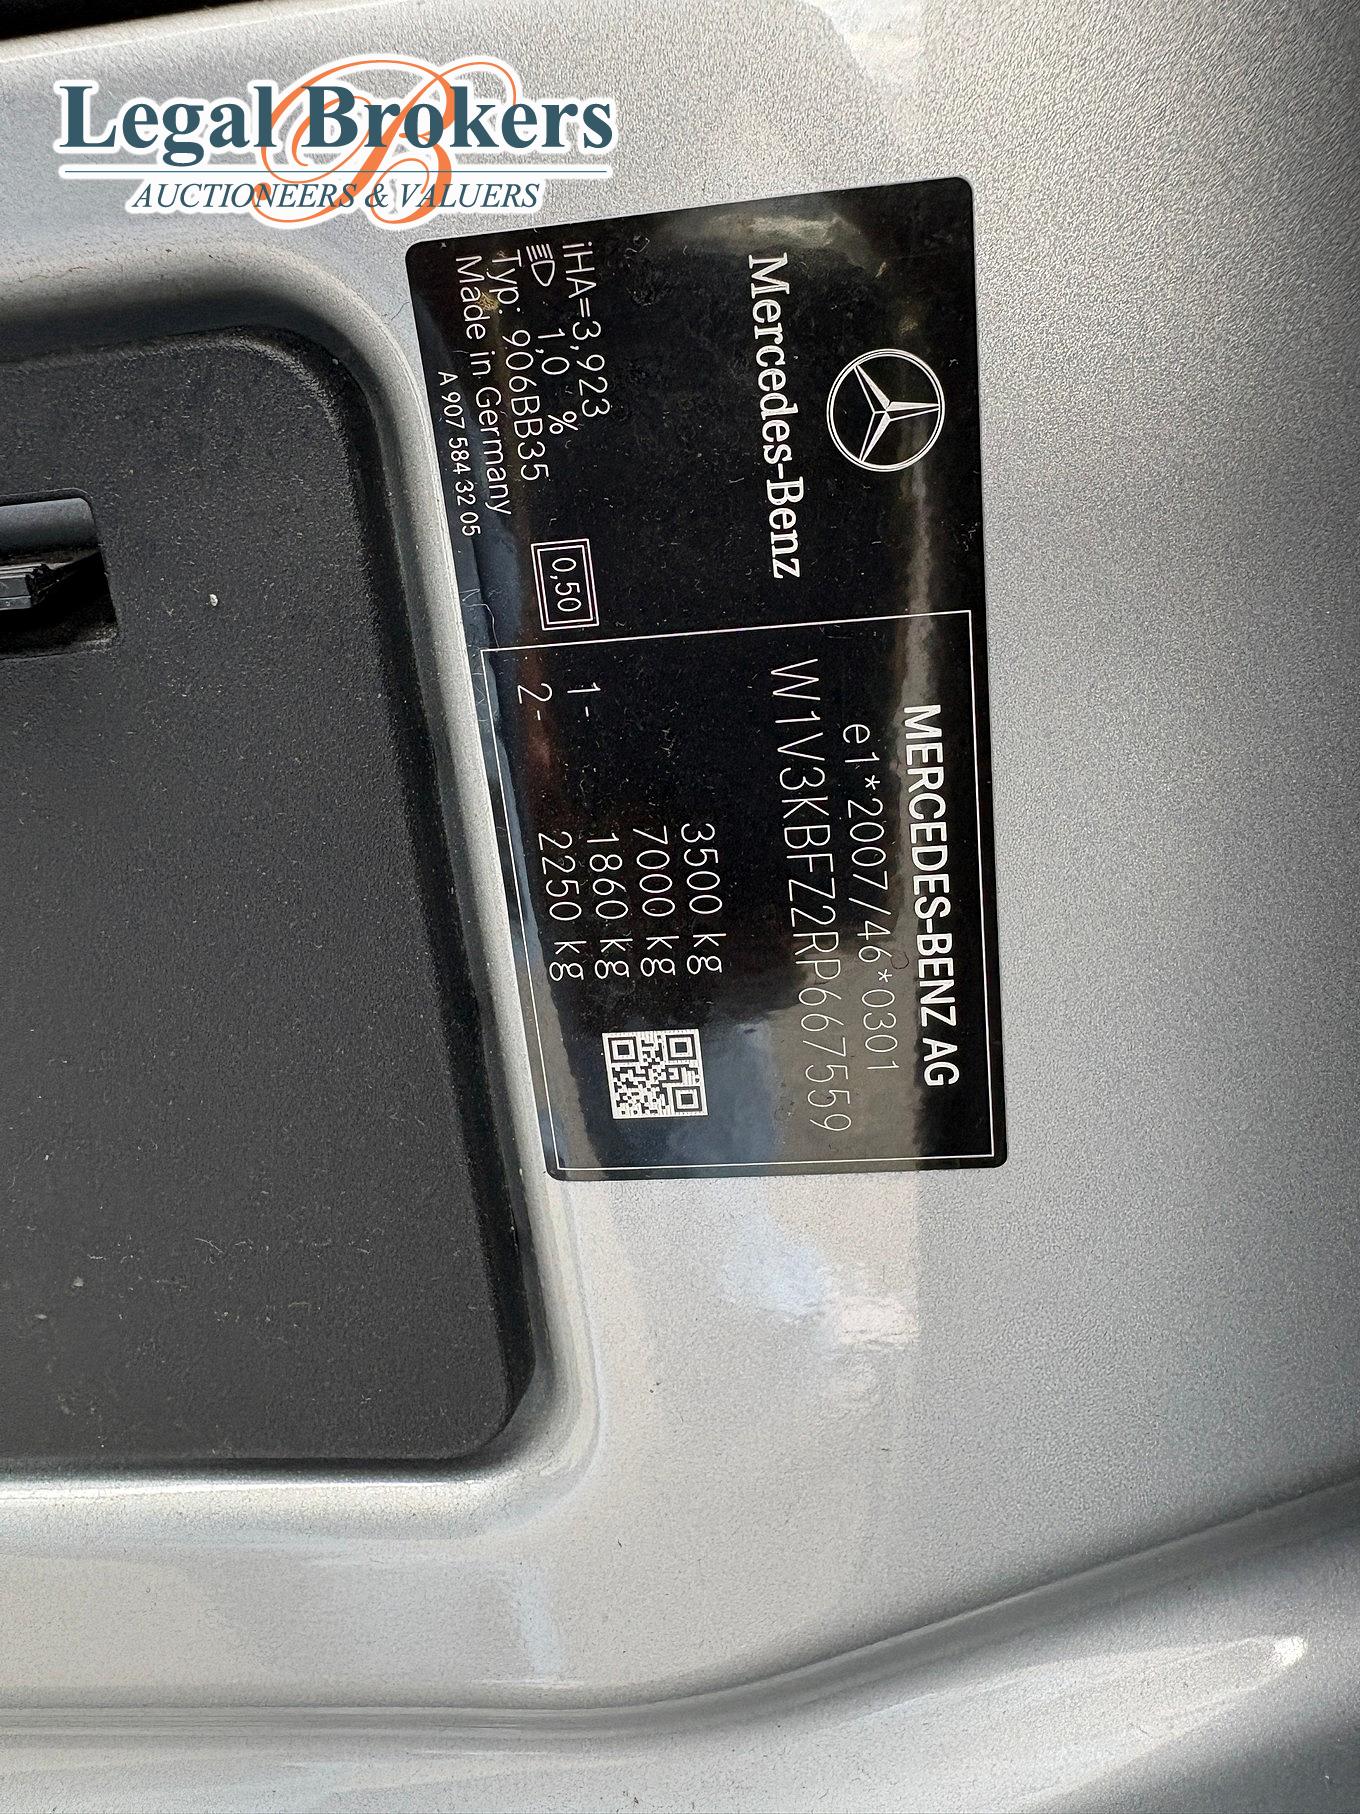 Legal Brokers
AUCTIONEERS & VALUERS
Mercedes-Benz
iHA=3,923
1,0 %
Typ: 906BB35
Made in Germany
A 907 584 32 05
0,50
MERCEDES-BENZ AG
e1*2007/46*0301
W1V3KBFZ2RP667559
3500 kg
7000 kg
1- 1860 kg
2- 2250 kg